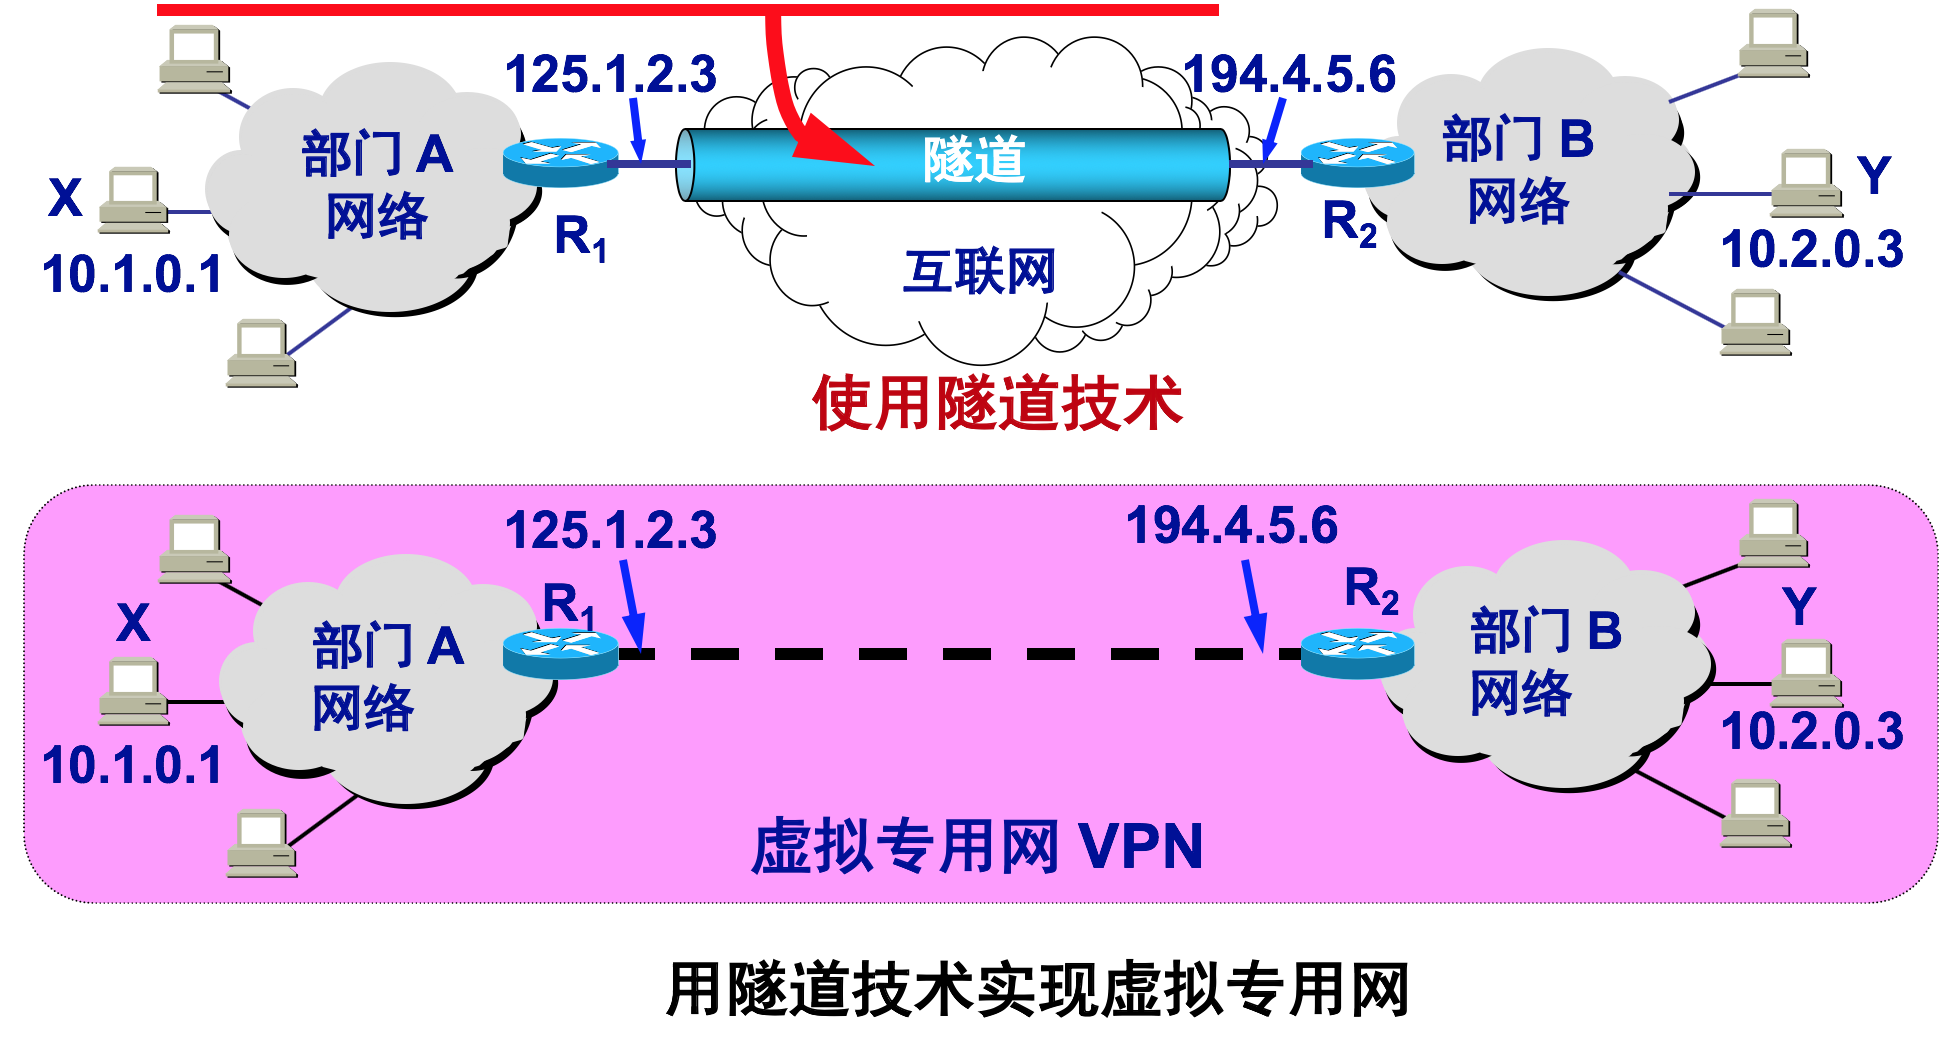 125.1.2.3
194.4.5.6
部门 A
网络
隧道
部门 B
网络
X
Y
R1
R2
10.1.0.1
10.2.0.3
互联网
使用隧道技术
125.1.2.3
194.4.5.6
R1
R2
X
Y
部门 A
网络
部门 B
网络
10.1.0.1
10.2.0.3
虚拟专用网 VPN
用隧道技术实现虚拟专用网